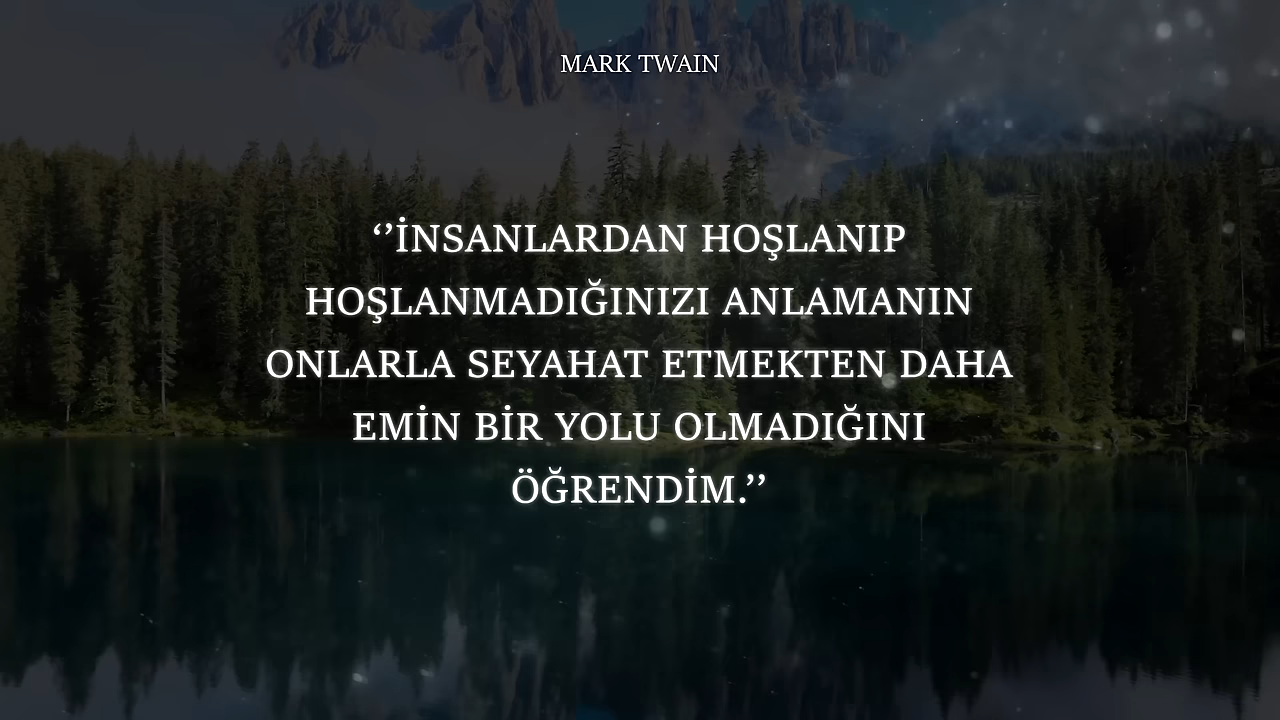 MARK TWAIN
‘’İNSANLARDAN HOŞLANIP
HOŞLANMADIĞINIZI ANLAMANIN
ONLARLA SEYAHAT ETMEKTEN DAHA
EMİN BİR YOLU OLMADIĞINI
ÖĞRENDİM.’’